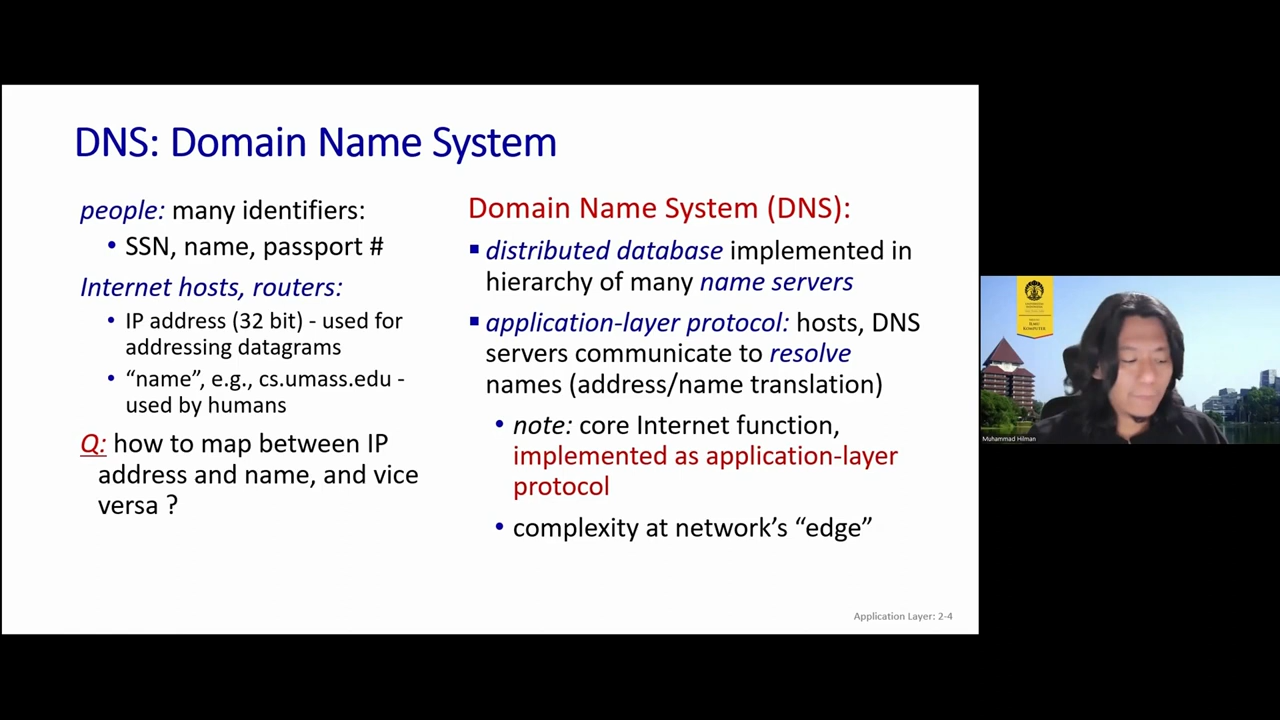 DNS: Domain Name System
people: many identifiers:
• SSN, name, passport #
Internet hosts, routers:
• IP address (32 bit) - used for
addressing datagrams
• “name”, e.g., cs.umass.edu -
used by humans
Q: how to map between IP
address and name, and vice
versa ?
Domain Name System (DNS):
▪ distributed database implemented in
hierarchy of many name servers
▪ application-layer protocol: hosts, DNS
servers communicate to resolve
names (address/name translation)
• note: core Internet function,
implemented as application-layer
protocol
• complexity at network’s “edge”
Application Layer: 2-4
ILMU
KOMPUTER
Muhammad Hilman